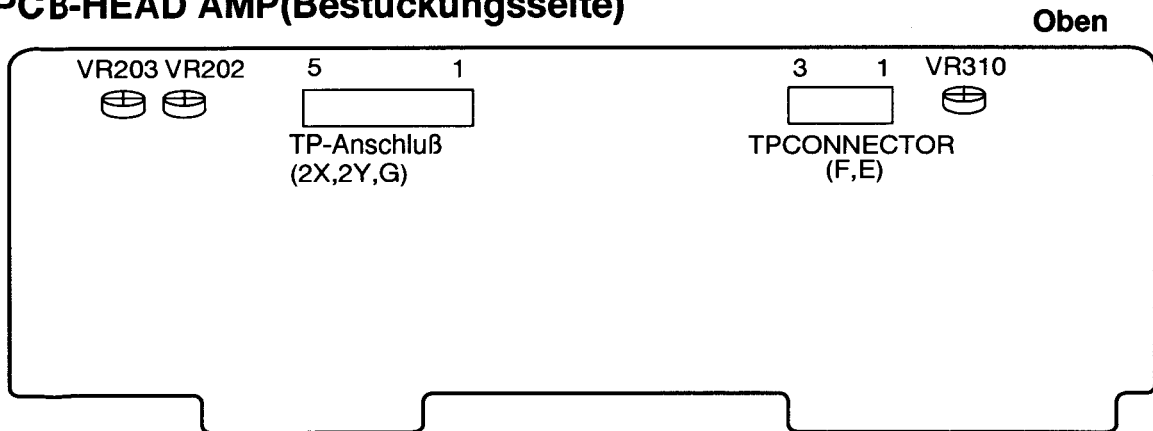 PCB-HEAD AMP(Bestückungsseite)
Oben
VR203 VR202 5 1 3 1 VR310
TP-Anschluß
(2X,2Y,G)
TPCONNECTOR
(F,E)